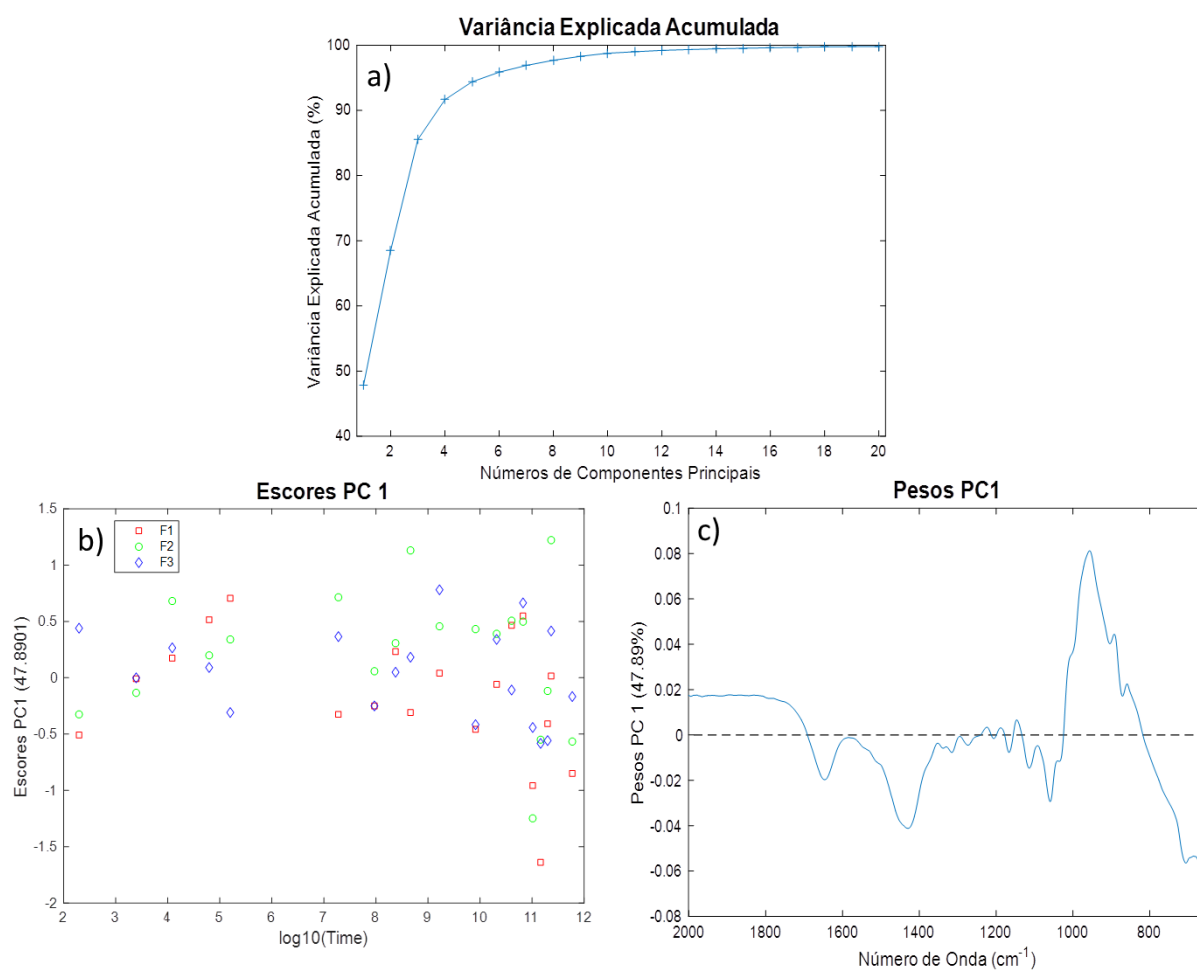 Variância Explicada Acumulada
a)
100
90
80
70
60
50
40
Variância Explicada Acumulada (%)
2 4 6 8 10 12 14 16 18 20
Números de Componentes Principais
Escores PC 1
b)
F1
F2
F3
1.5
1
0.5
0
-0.5
-1
-1.5
-2
Escores PC1 (47.8901)
2 3 4 5 6 7 8 9 10 11 12
log10(Time)
Pesos PC1
c)
0.1
0.08
0.06
0.04
0.02
0
-0.02
-0.04
-0.06
-0.08
Pesos PC 1 (47.89%)
2000 1800 1600 1400 1200 1000 800
Número de Onda (cm-1)